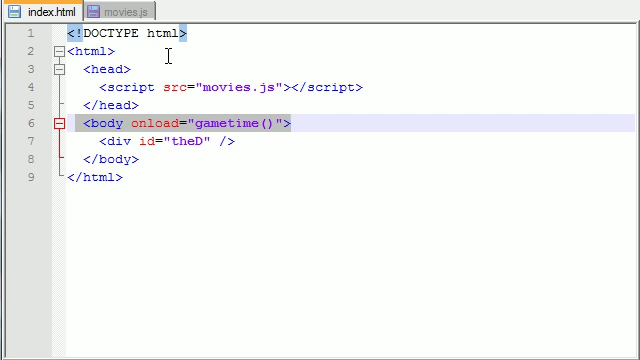 index.html movies.js
1 <!DOCTYPE html>
2 <html>
3 <head>
4 <script src="movies.js"></script>
5 </head>
6 <body onload="gametime()">
7 <div id="theD" />
8 </body>
9 </html>